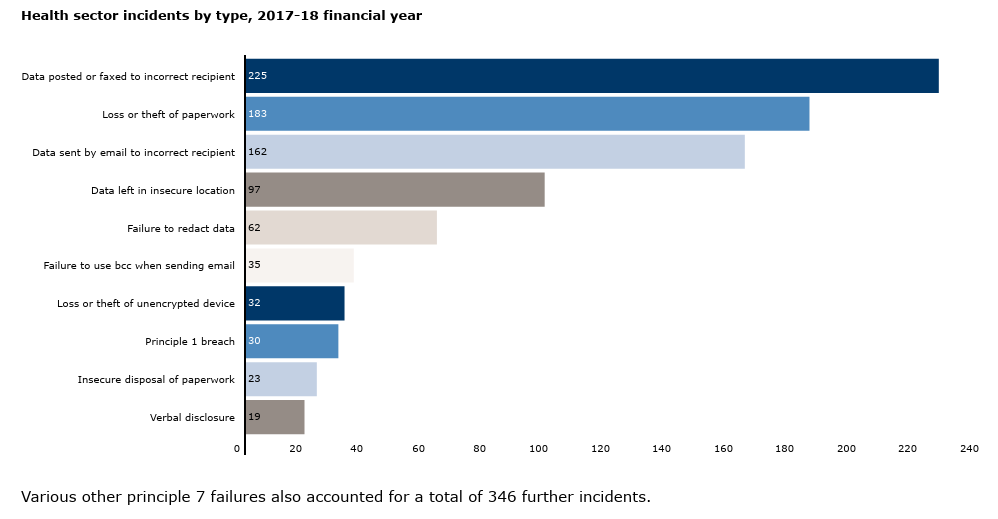 Health sector incidents by type, 2017-18 financial year
Data posted or faxed to incorrect recipient 225
Loss or theft of paperwork 183
Data sent by email to incorrect recipient 162
Data left in insecure location 97
Failure to redact data 62
Failure to use bcc when sending email 35
Loss or theft of unencrypted device 32
Principle 1 breach 30
Insecure disposal of paperwork 23
Verbal disclosure 19
0 20 40 60 80 100 120 140 160 180 200 220 240
Various other principle 7 failures also accounted for a total of 346 further incidents.